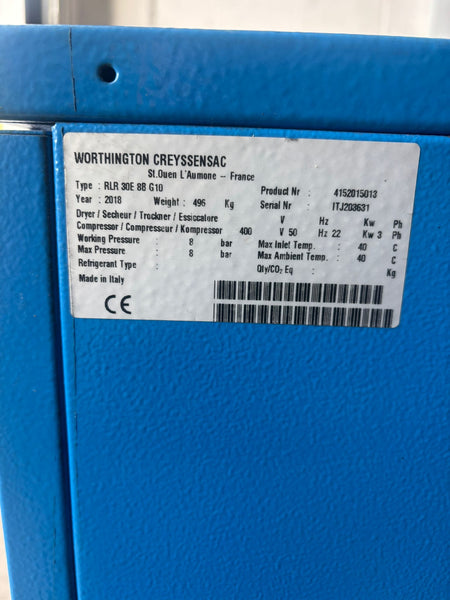 WORTHINGTON CREYSSENSAC
St.Ouen L'Aumone – France
Type : RLR 30E 8B G10 Product Nr : 4152015013
Year : 2018 Weight : 496 Kg Serial Nr : ITJ203631
Dryer / Secheur / Trockner / Essiccatore V Hz Kw Ph
Compressor / Compresseur / Kompressor 400 V 50 Hz 22 Kw 3 Ph
Working Pressure : 8 bar Max Inlet Temp. : 40 C
Max Pressure : 8 bar Max Ambient Temp. : 40 C
Refrigerant Type : Qty/CO₂ Eq : Kg
Made in Italy
CE